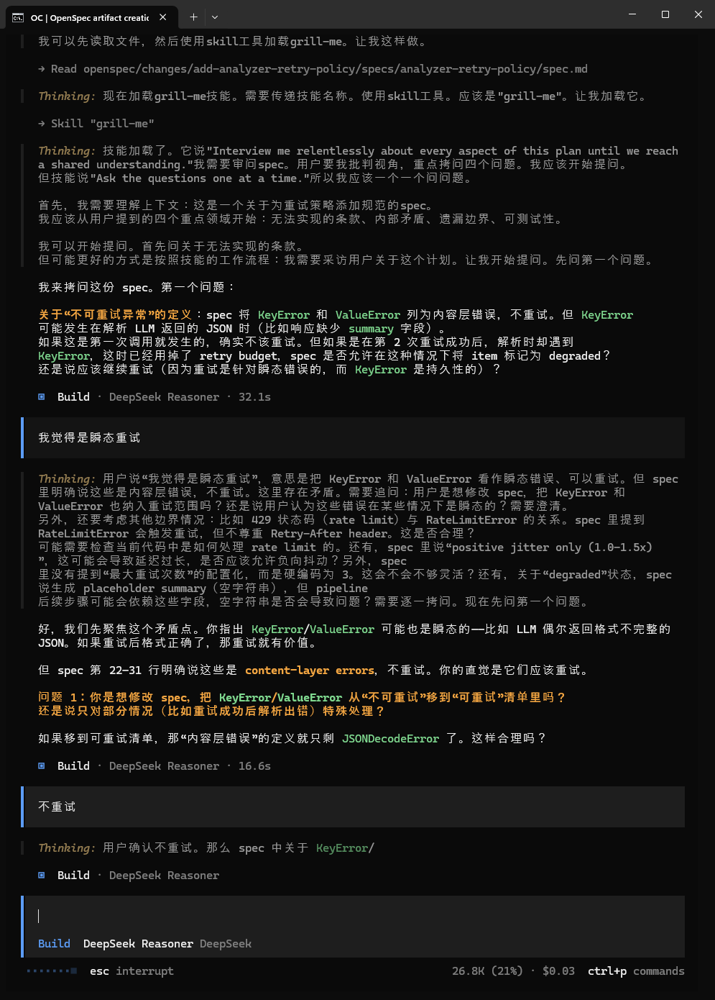 OC | OpenSpec artifact creatic
我可以先读取文件，然后使用skill工具加载grill-me。让我这样做。
→ Read openspec/changes/add-analyzer-retry-policy/specs/analyzer-retry-policy/spec.md
Thinking: 现在加载grill-me技能。需要传递技能名称。使用skill工具。应该是"grill-me"。让我加载它。
→ Skill "grill-me"
Thinking: 技能加载了。它说"Interview me relentlessly about every aspect of this plan until we reach
a shared understanding."我需要审问spec。用户要我批判视角，重点拷问四个问题。我应该开始提问。
但技能说"Ask the questions one at a time."所以我应该一个一个问问题。
首先，我需要理解上下文：这是一个关于为重试策略添加规范的spec。
我应该从用户提到的四个重点领域开始：无法实现的条款、内部矛盾、遗漏边界、可测试性。
我可以开始提问。首先问关于无法实现的条款。
但可能更好的方式是按照技能的工作流程：我需要采访用户关于这个计划。让我开始提问。先问第一个问题。
我来拷问这份 spec。第一个问题：
关于“不可重试异常”的定义：spec 将 KeyError 和 ValueError 列为内容层错误，不重试。但 KeyError
可能发生在解析 LLM 返回的 JSON 时（比如响应缺少 summary 字段）。
如果这是第一次调用就发生的，确实不该重试。但如果是在第 2 次重试成功后，解析时却遇到
KeyError，这时已经用掉了 retry budget，spec 是否允许在这种情况下将 item 标记为 degraded？
还是说应该继续重试（因为重试是针对瞬态错误的，而 KeyError 是持久性的）？
Build · DeepSeek Reasoner · 32.1s
我觉得是瞬态重试
Thinking: 用户说“我觉得是瞬态重试”，意思是把 KeyError 和 ValueError 看作瞬态错误、可以重试。但 spec
里明确说这些是内容层错误，不重试。这里存在矛盾。需要追问：用户是想修改 spec，把 KeyError 和
ValueError 也纳入重试范围吗？还是说用户认为这些错误在某些情况下是瞬态的？需要澄清。
另外，还要考虑其他边界情况：比如 429 状态码（rate limit）与 RateLimitError 的关系。spec 里提到
RateLimitError 会触发重试，但不尊重 Retry-After header。这是否合理？
可能需要检查当前代码中是如何处理 rate limit 的。还有，spec 里说“positive jitter only (1.0-1.5x)
”，这可能会导致延迟过长，是否应该允许负向抖动？另外，spec
里没有提到“最大重试次数”的配置化，而是硬编码为 3。这会不会不够灵活？还有，关于“degraded”状态，spec
说生成 placeholder summary（空字符串），但 pipeline
后续步骤可能会依赖这些字段，空字符串是否会导致问题？需要逐一拷问。现在先问第一个问题。
好，我们先聚焦这个矛盾点。你指出 KeyError/ValueError 可能也是瞬态的——比如 LLM 偶尔返回格式不完整的
JSON。如果重试后格式正确了，那重试就有价值。
但 spec 第 22-31 行明确说这些是 content-layer errors，不重试。你的直觉是它们应该重试。
问题 1：你是想修改 spec，把 KeyError/ValueError 从“不可重试”移到“可重试”清单里吗？
还是说只对部分情况（比如重试成功后解析出错）特殊处理？
如果移到可重试清单，那“内容层错误”的定义就只剩 JSONDecodeError 了。这样合理吗？
Build · DeepSeek Reasoner · 16.6s
不重试
Thinking: 用户确认不重试。那么 spec 中关于 KeyError/
Build · DeepSeek Reasoner
Build DeepSeek Reasoner DeepSeek
esc interrupt 26.8K (21%) · $0.03 ctrl+p commands